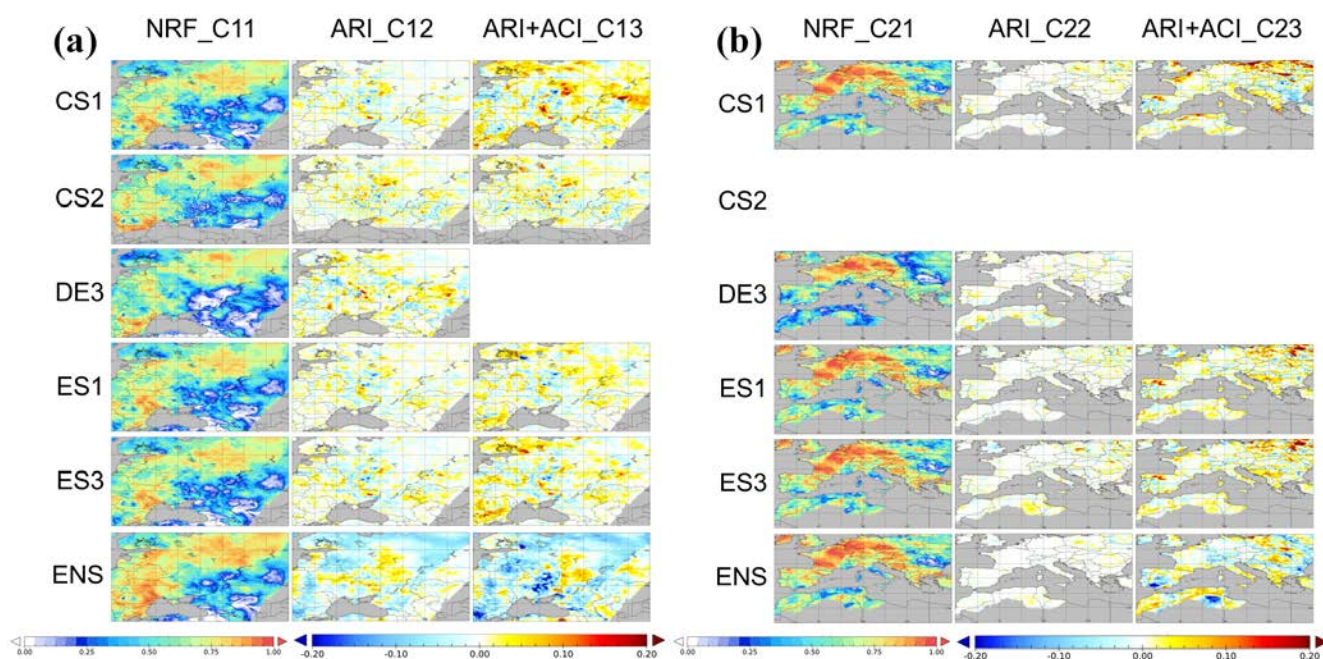 (a) NRF_C11 ARI_C12 ARI+ACI_C13
CS1
CS2
DE3
ES1
ES3
ENS
0.00 0.25 0.50 0.75 1.00
-0.20 -0.10 0.00 0.10 0.20
(b) NRF_C21 ARI_C22 ARI+ACI_C23
CS1
CS2
DE3
ES1
ES3
ENS
0.00 0.25 0.50 0.75 1.00
-0.20 -0.10 0.00 0.10 0.20